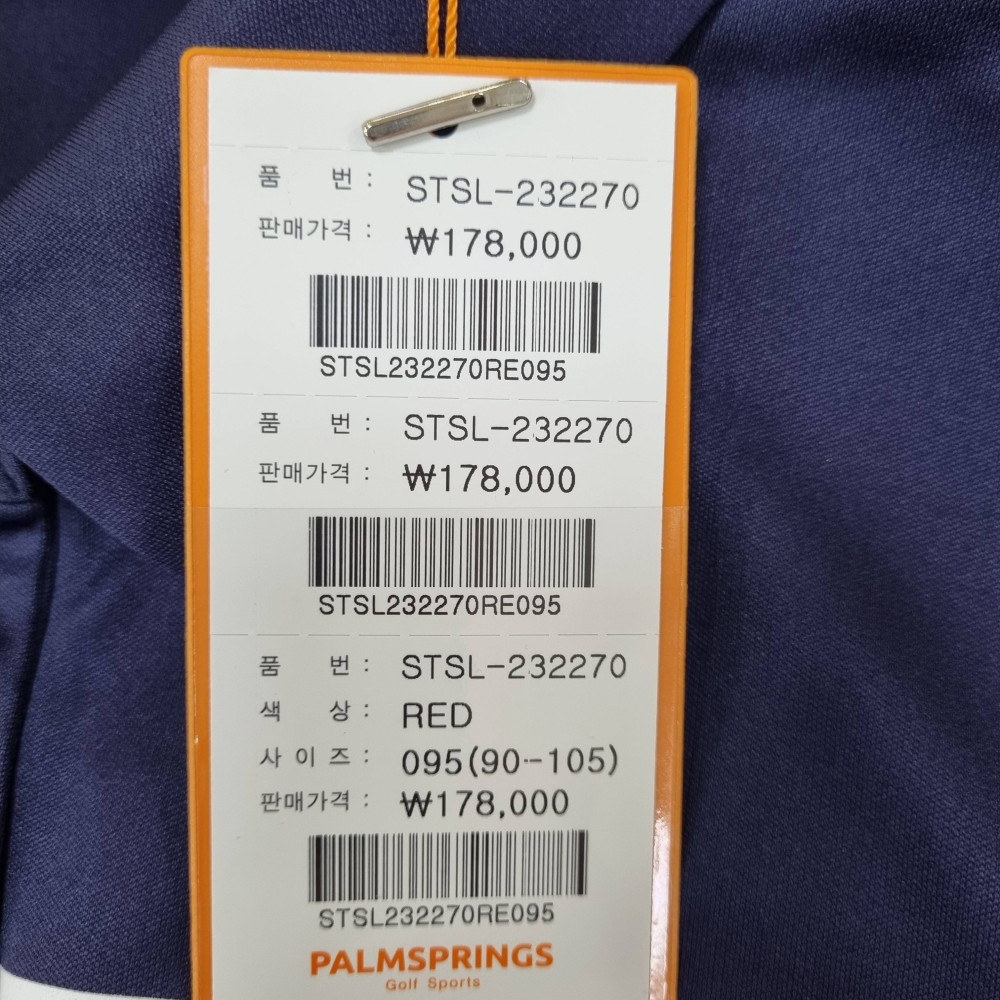 품 번 : STSL-232270
판매가격 : ₩178,000
STSL232270RE095
품 번 : STSL-232270
판매가격 : ₩178,000
STSL232270RE095
품 번 : STSL-232270
색 상 : RED
사 이 즈 : 095(90-105)
판매가격 : ₩178,000
STSL232270RE095
PALMSPRINGS
Golf Sports